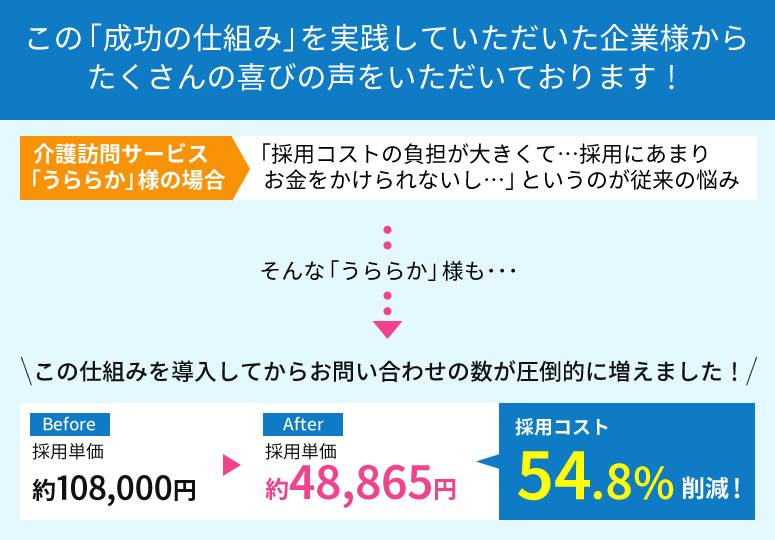 この「成功の仕組み」を実践していただいた企業様から
たくさんの喜びの声をいただいております！
介護訪問サービス
「うららか」様の場合
「採用コストの負担が大きくて…採用にあまり
お金をかけられないし…」というのが従来の悩み
そんな「うららか」様も・・・
\この仕組みを導入してからお問い合わせの数が圧倒的に増えました！/
Before
採用単価
約108,000円
After
採用単価
約48,865円
採用コスト
54.8%削減！